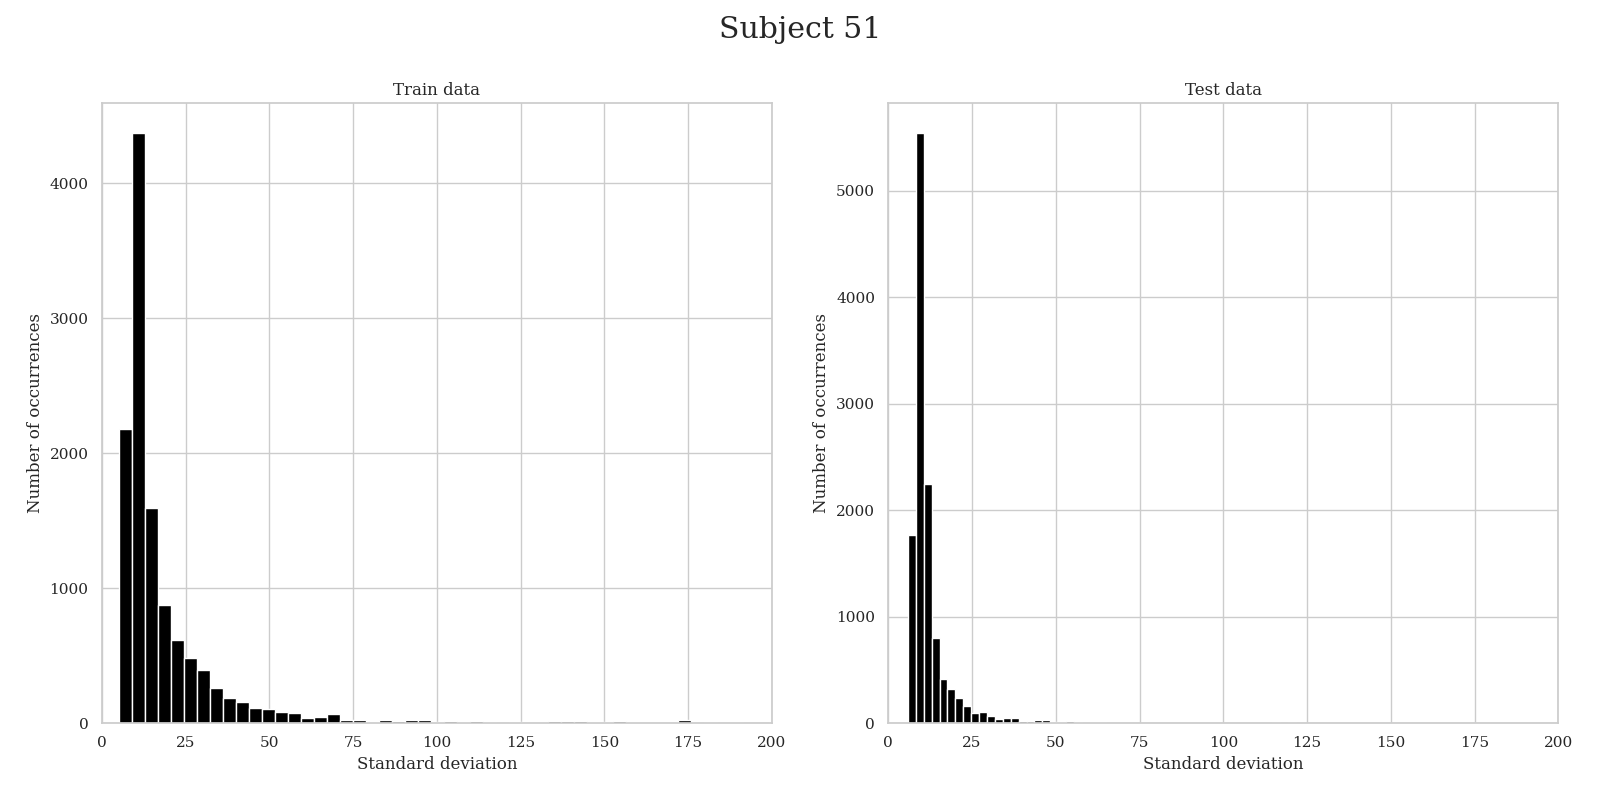 Subject 51
Train data
Number of occurrences
4000
3000
2000
1000
0
0 25 50 75 100 125 150 175 200
Standard deviation
Test data
Number of occurrences
5000
4000
3000
2000
1000
0
0 25 50 75 100 125 150 175 200
Standard deviation